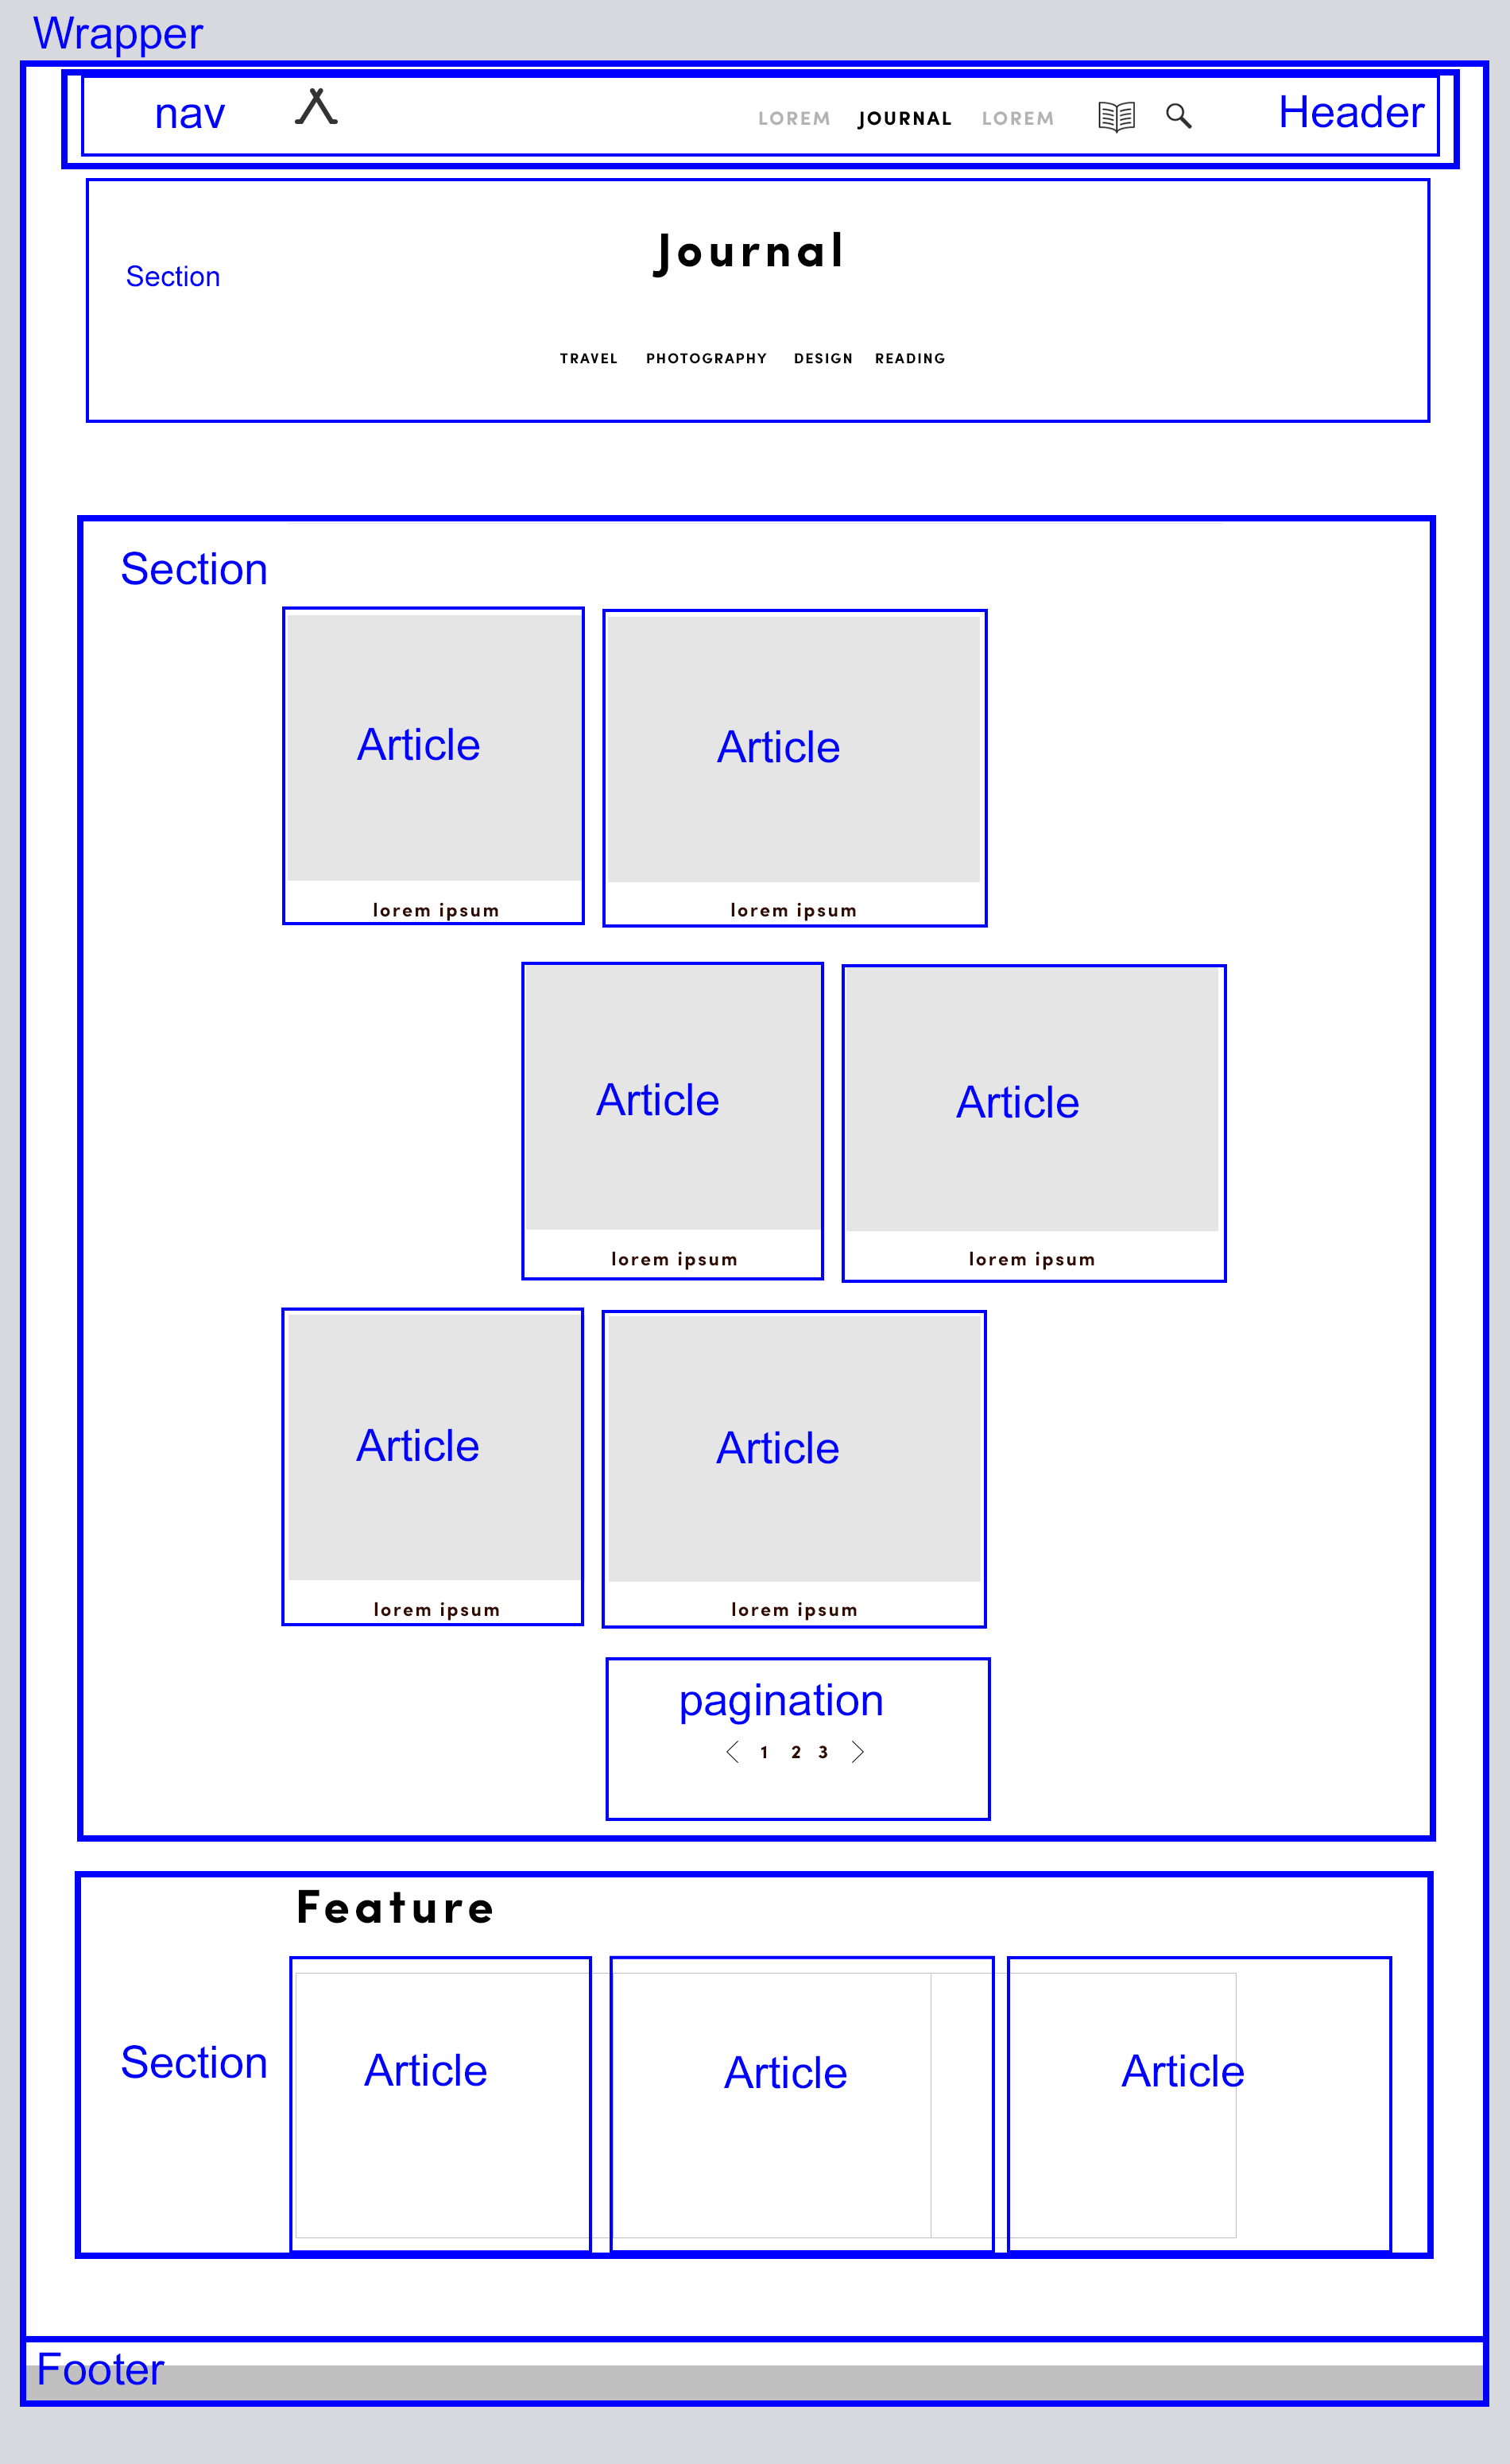 Wrapper
nav LOREM JOURNAL LOREM Header
Journal
Section
TRAVEL PHOTOGRAPHY DESIGN READING
Section
Article Article
lorem ipsum lorem ipsum
Article Article
lorem ipsum lorem ipsum
Article Article
lorem ipsum lorem ipsum
pagination
1 2 3
Feature
Section Article Article Article
Footer